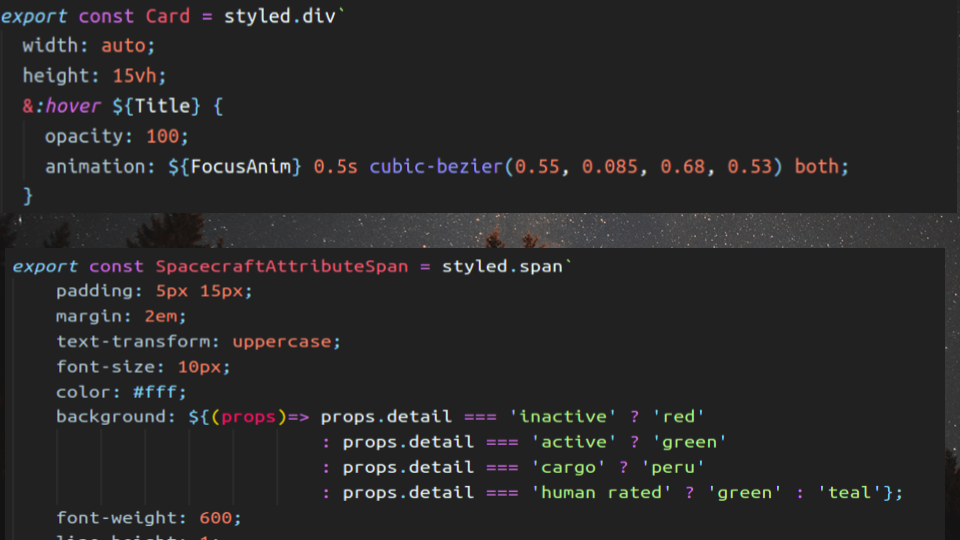 export const Card = styled.div`
width: auto;
height: 15vh;
&:hover ${Title} {
opacity: 100;
animation: ${FocusAnim} 0.5s cubic-bezier(0.55, 0.085, 0.68, 0.53) both;
}
export const SpacecraftAttributeSpan = styled.span`
padding: 5px 15px;
margin: 2em;
text-transform: uppercase;
font-size: 10px;
color: #fff;
background: ${(props)=> props.detail === 'inactive' ? 'red'
: props.detail === 'active' ? 'green'
: props.detail === 'cargo' ? 'peru'
: props.detail === 'human rated' ? 'green' : 'teal'};
font-weight: 600;
line-height: 1;